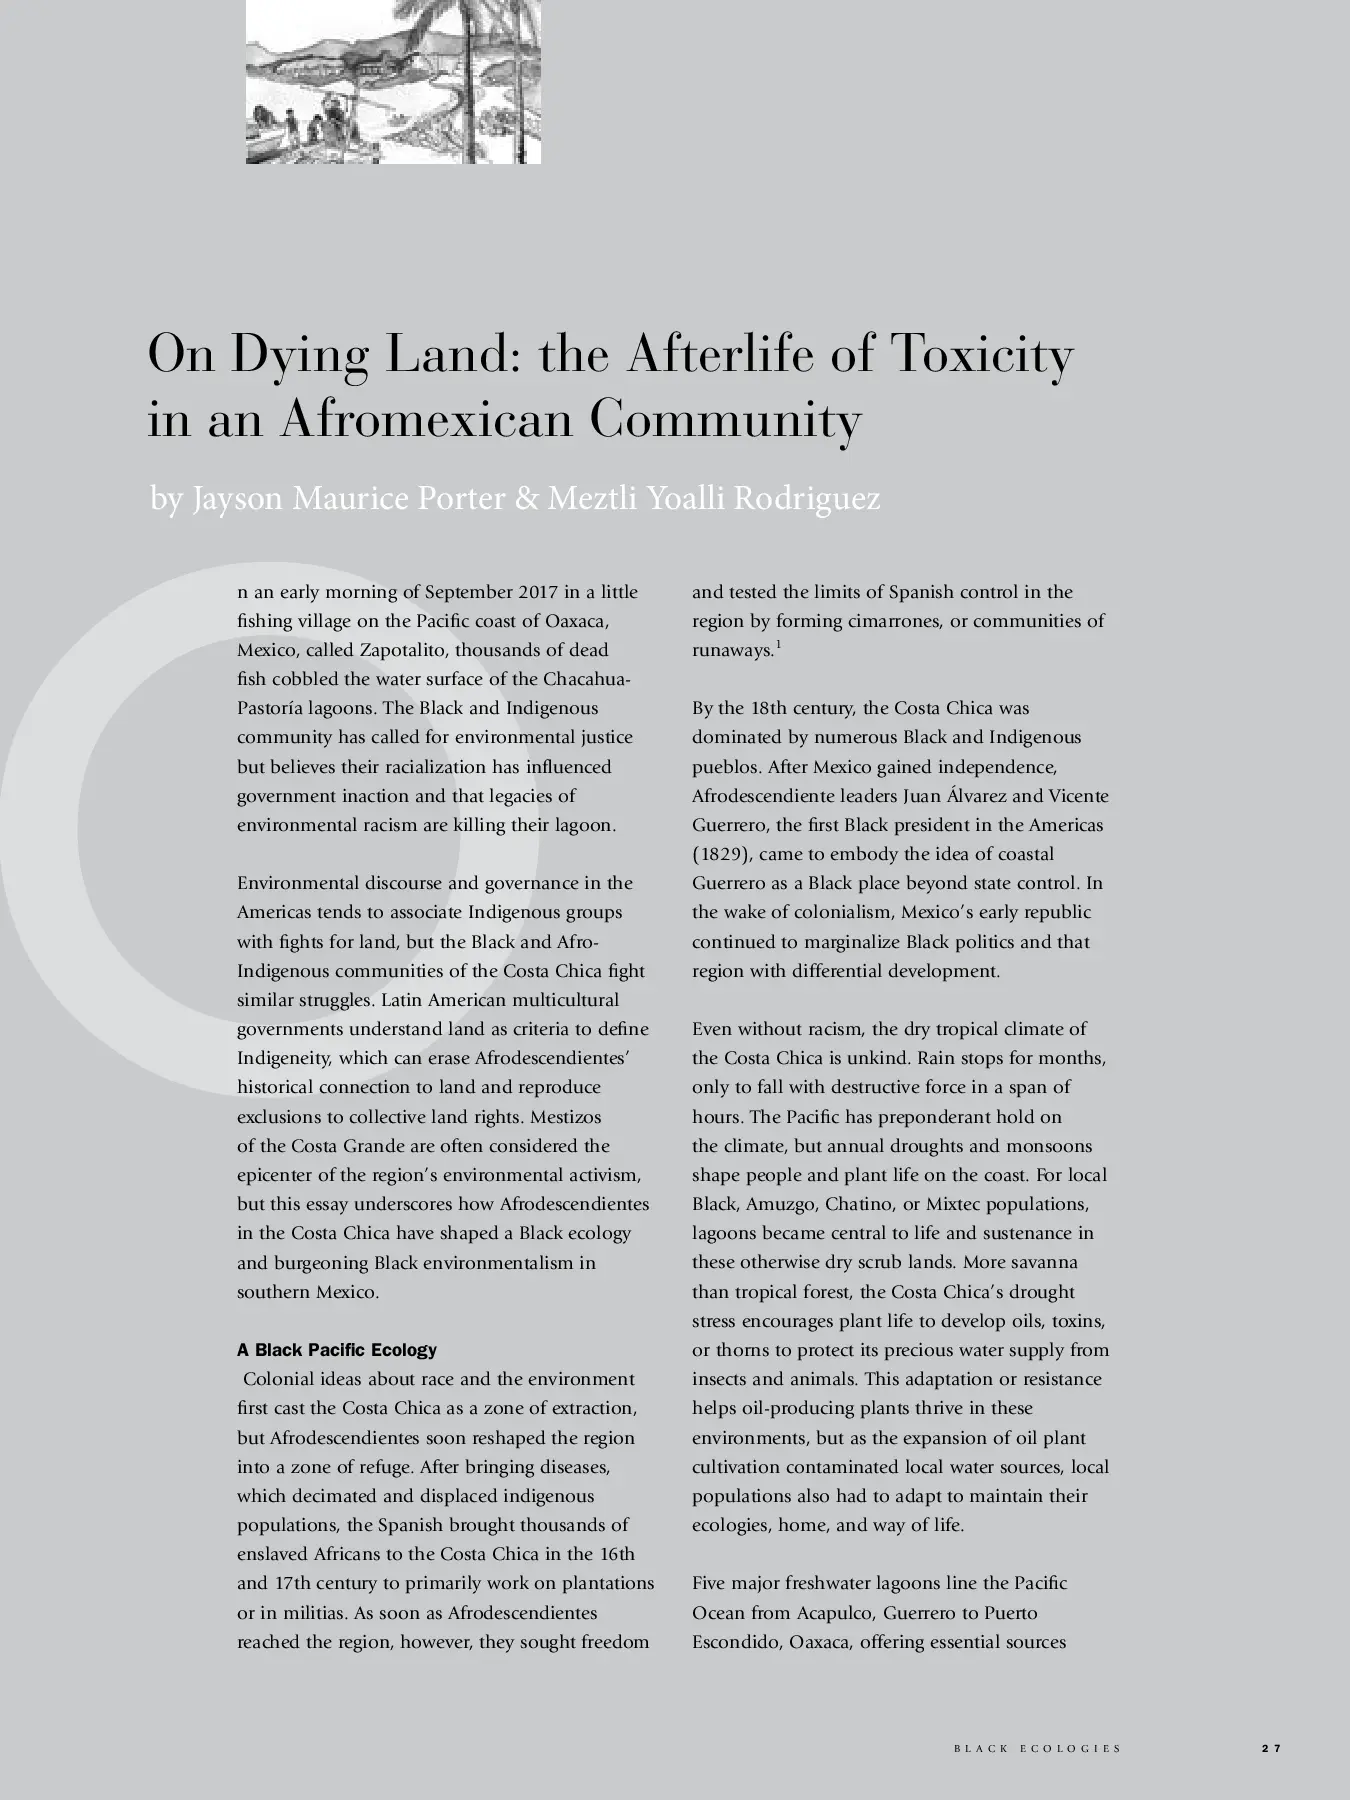 On Dying Land: the Afterlife of Toxicity
in an Afromexican Community
by Jayson Maurice Porter & Meztli Yoalli Rodriguez
O
n an early morning of September 2017 in a little
fishing village on the Pacific coast of Oaxaca,
Mexico, called Zapotalito, thousands of dead
fish cobbled the water surface of the Chacahua-
Pastoría lagoons. The Black and Indigenous
community has called for environmental justice
but believes their racialization has influenced
government inaction and that legacies of
environmental racism are killing their lagoon.
Environmental discourse and governance in the
Americas tends to associate Indigenous groups
with fights for land, but the Black and Afro-
Indigenous communities of the Costa Chica fight
similar struggles. Latin American multicultural
governments understand land as criteria to define
Indigeneity, which can erase Afrodescendientes’
historical connection to land and reproduce
exclusions to collective land rights. Mestizos
of the Costa Grande are often considered the
epicenter of the region’s environmental activism,
but this essay underscores how Afrodescendientes
in the Costa Chica have shaped a Black ecology
and burgeoning Black environmentalism in
southern Mexico.
A Black Pacific Ecology
Colonial ideas about race and the environment
first cast the Costa Chica as a zone of extraction,
but Afrodescendientes soon reshaped the region
into a zone of refuge. After bringing diseases,
which decimated and displaced indigenous
populations, the Spanish brought thousands of
enslaved Africans to the Costa Chica in the 16th
and 17th century to primarily work on plantations
or in militias. As soon as Afrodescendientes
reached the region, however, they sought freedom
and tested the limits of Spanish control in the
region by forming cimarrones, or communities of
runaways.1
By the 18th century, the Costa Chica was
dominated by numerous Black and Indigenous
pueblos. After Mexico gained independence,
Afrodescendiente leaders Juan Álvarez and Vicente
Guerrero, the first Black president in the Americas
(1829), came to embody the idea of coastal
Guerrero as a Black place beyond state control. In
the wake of colonialism, Mexico’s early republic
continued to marginalize Black politics and that
region with differential development.
Even without racism, the dry tropical climate of
the Costa Chica is unkind. Rain stops for months,
only to fall with destructive force in a span of
hours. The Pacific has preponderant hold on
the climate, but annual droughts and monsoons
shape people and plant life on the coast. For local
Black, Amuzgo, Chatino, or Mixtec populations,
lagoons became central to life and sustenance in
these otherwise dry scrub lands. More savanna
than tropical forest, the Costa Chica’s drought
stress encourages plant life to develop oils, toxins,
or thorns to protect its precious water supply from
insects and animals. This adaptation or resistance
helps oil-producing plants thrive in these
environments, but as the expansion of oil plant
cultivation contaminated local water sources, local
populations also had to adapt to maintain their
ecologies, home, and way of life.
Five major freshwater lagoons line the Pacific
Ocean from Acapulco, Guerrero to Puerto
Escondido, Oaxaca, offering essential sources
BLACK ECOLOGIES 27